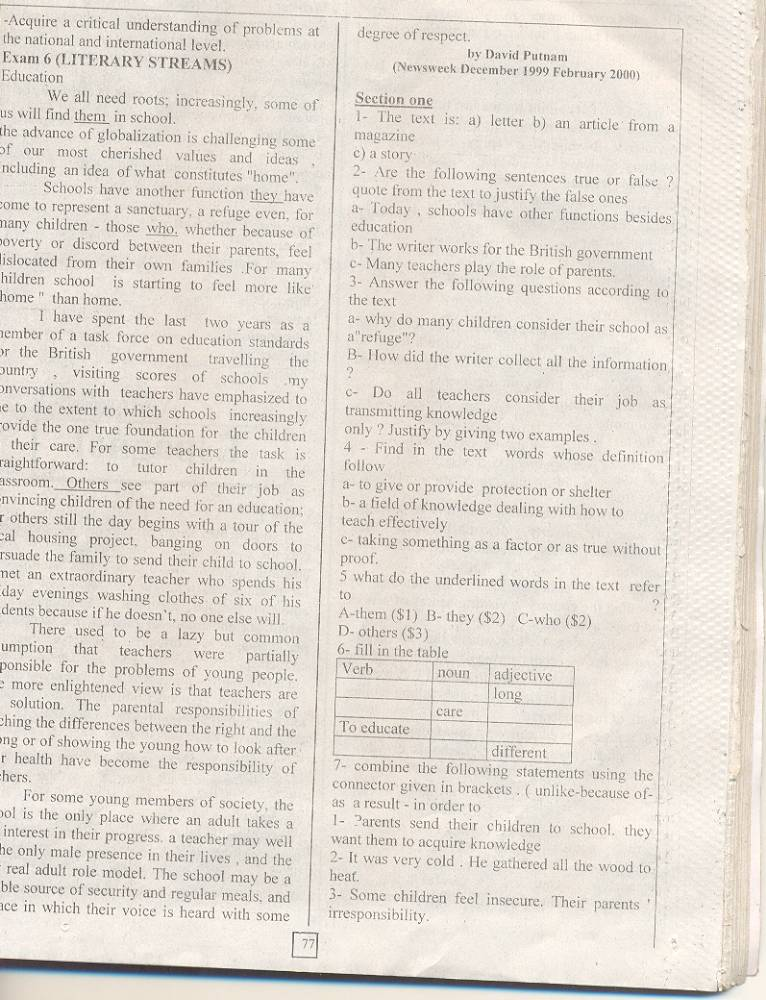 -Acquire a critical understanding of problems at
the national and international level.
Exam 6 (LITERARY STREAMS)
Education
We all need roots; increasingly, some of
us will find them in school.
the advance of globalization is challenging some
of our most cherished values and ideas ,
ncluding an idea of what constitutes "home".
Schools have another function they have
come to represent a sanctuary, a refuge even, for
many children - those who, whether because of
poverty or discord between their parents, feel
dislocated from their own families .For many
hildren school is starting to feel more like
home " than home.
I have spent the last two years as a
nember of a task force on education standards
or the British government travelling the
ountry , visiting scores of schools .my
onversations with teachers have emphasized to
e to the extent to which schools increasingly
rovide the one true foundation for the children
their care. For some teachers the task is
raightforward: to tutor children in the
assroom. Others see part of their job as
nvincing children of the need for an education;
r others still the day begins with a tour of the
cal housing project, banging on doors to
rsuade the family to send their child to school.
met an extraordinary teacher who spends his
day evenings washing clothes of six of his
dents because if he doesn't, no one else will.
There used to be a lazy but common
umption that teachers were partially
ponsible for the problems of young people.
e more enlightened view is that teachers are
solution. The parental responsibilities of
ching the differences between the right and the
ong or of showing the young how to look after
r health have become the responsibility of
hers.
For some young members of society, the
ool is the only place where an adult takes a
interest in their progress. a teacher may well
he only male presence in their lives , and the
real adult role model. The school may be a
ble source of security and regular meals, and
ace in which their voice is heard with some
degree of respect.
by David Putnam
(Newsweek December 1999 February 2000)
Section one
1- The text is: a) letter b) an article from a
magazine
c) a story
2- Are the following sentences true or false ?
quote from the text to justify the false ones
a- Today , schools have other functions besides
education
b- The writer works for the British government
c- Many teachers play the role of parents.
3- Answer the following questions according to
the text
a- why do many children consider their school as
a"refuge"?
B- How did the writer collect all the information
?
c- Do all teachers consider their job as
transmitting knowledge
only ? Justify by giving two examples .
4 - Find in the text words whose definition
follow
a- to give or provide protection or shelter
b- a field of knowledge dealing with how to
teach effectively
c- taking something as a factor or as true without
proof.
5 what do the underlined words in the text refer
to ?
A-them ($1) B- they ($2) C-who ($2)
D- others ($3)
6- fill in the table
Verb noun adjective
long
care
To educate
different
7- combine the following statements using the
connector given in brackets . ( unlike-because of-
as a result - in order to
1- Parents send their children to school. they
want them to acquire knowledge
2- It was very cold . He gathered all the wood to
heat.
3- Some children feel insecure. Their parents '
irresponsibility.
77